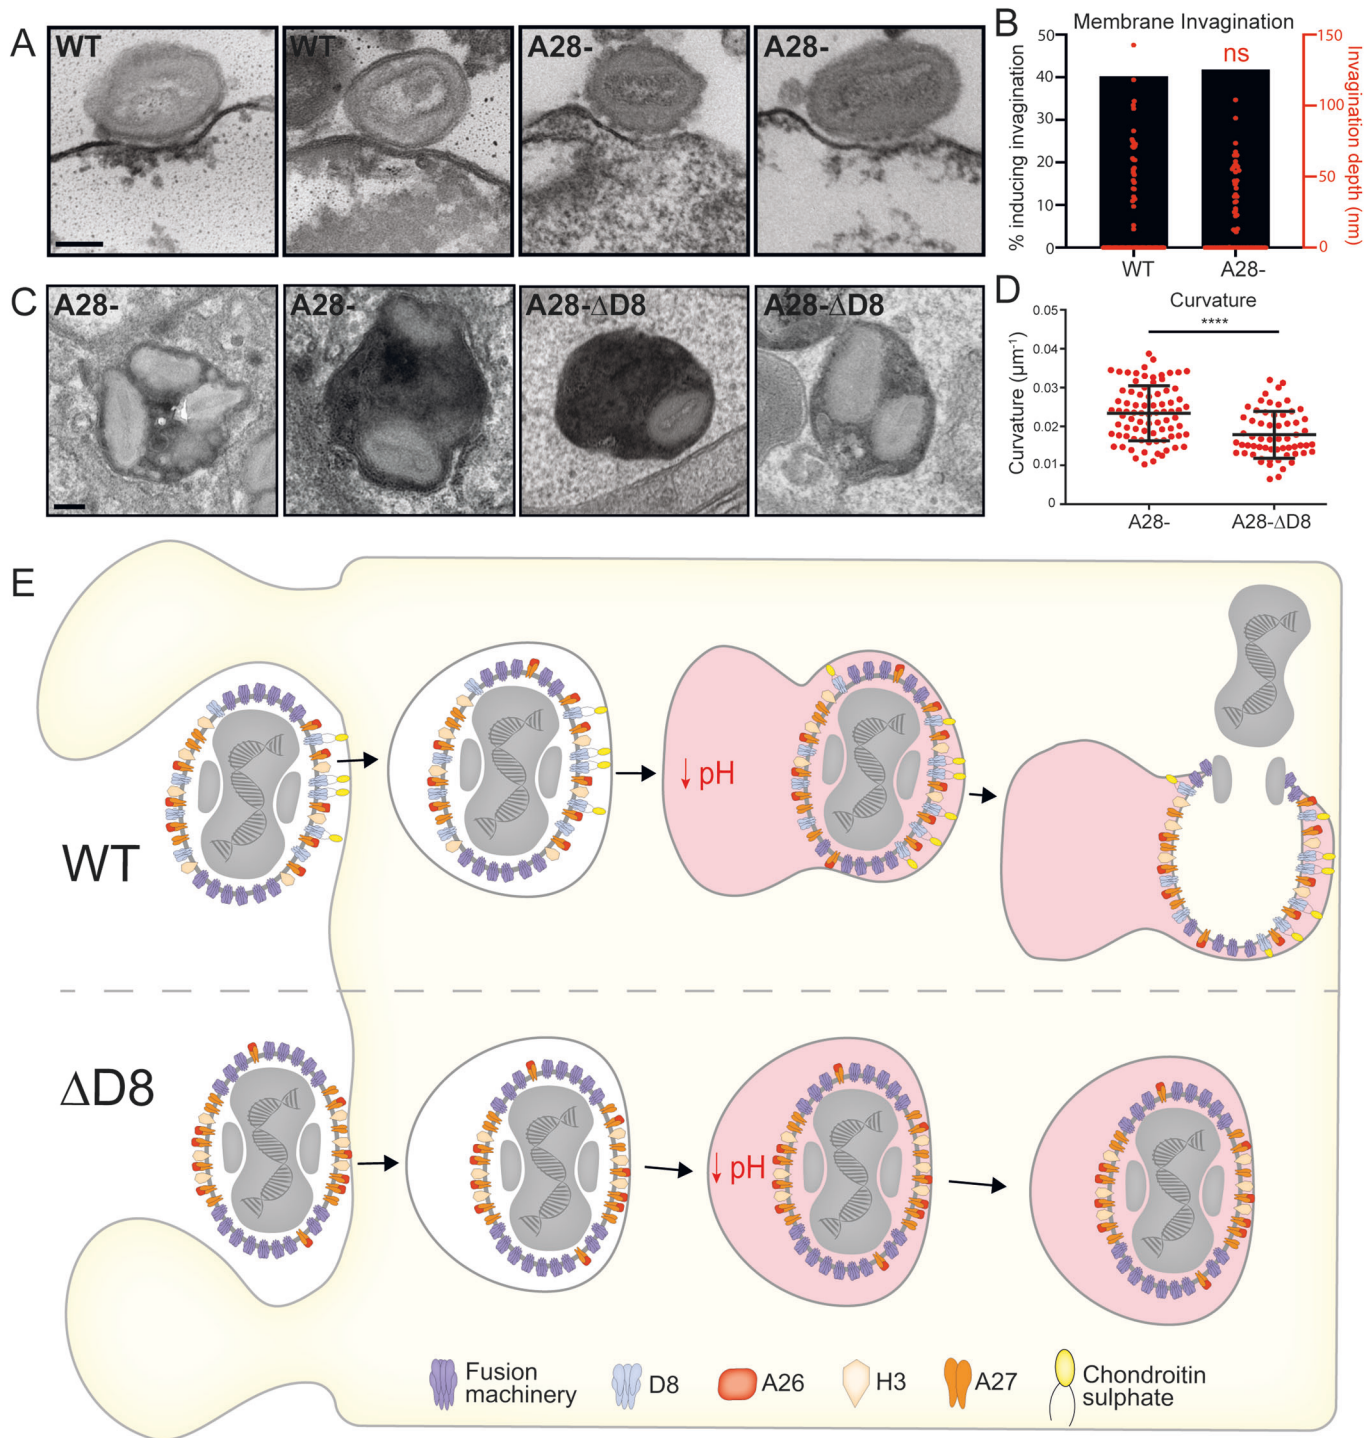 A
WT
WT
A28-
A28-
B
Membrane Invagination
% inducing invagination
50
40
30
20
10
0
ns
150
100
50
0
Invagination depth (nm)
WT
A28-
C
A28-
A28-
A28-ΔD8
A28-ΔD8
D
Curvature
****
Curvature (µm⁻¹)
0.05
0.04
0.03
0.02
0.01
0
A28-
A28-ΔD8
E
WT
↓ pH
ΔD8
↓ pH
Fusion
machinery
D8
A26
H3
A27
Chondroitin
sulphate